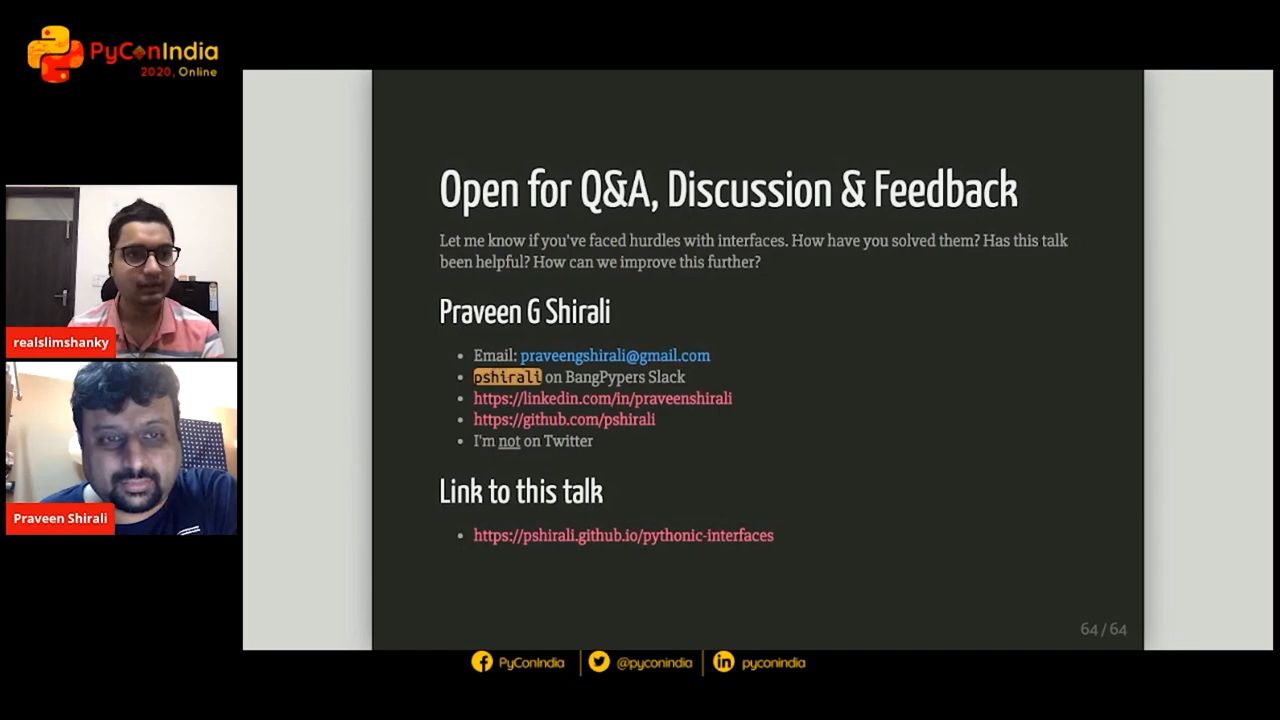 PyConIndia
2020, Online
Open for Q&A, Discussion & Feedback
Let me know if you've faced hurdles with interfaces. How have you solved them? Has this talk
been helpful? How can we improve this further?
Praveen G Shirali
Email: praveengshirali@gmail.com
pshirali on BangPypers Slack
https://linkedin.com/in/praveenshirali
https://github.com/pshirali
I'm not on Twitter
Link to this talk
https://pshirali.github.io/pythonic-interfaces
64 / 64
realslimshanky
Praveen Shirali
PyConIndia
@pyconindia
pyconindia